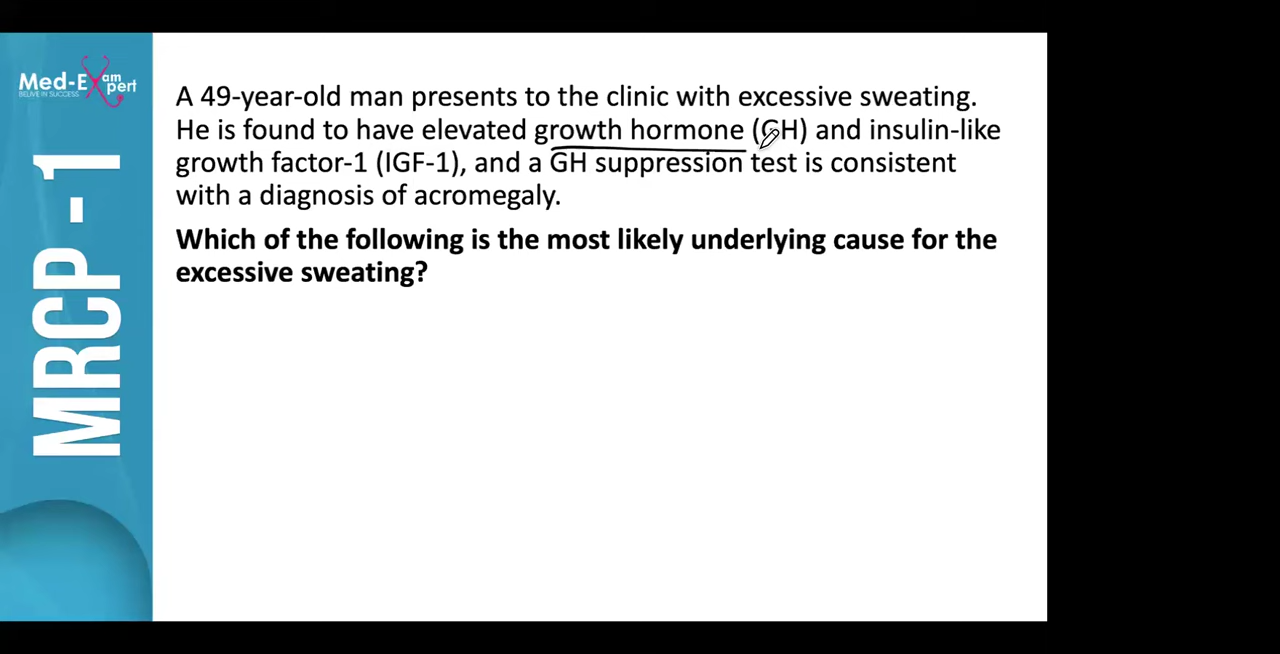 Med-Exam
pert
BELIVE IN SUCCESS
MRCP - 1
A 49-year-old man presents to the clinic with excessive sweating.
He is found to have elevated growth hormone (GH) and insulin-like
growth factor-1 (IGF-1), and a GH suppression test is consistent
with a diagnosis of acromegaly.
Which of the following is the most likely underlying cause for the
excessive sweating?